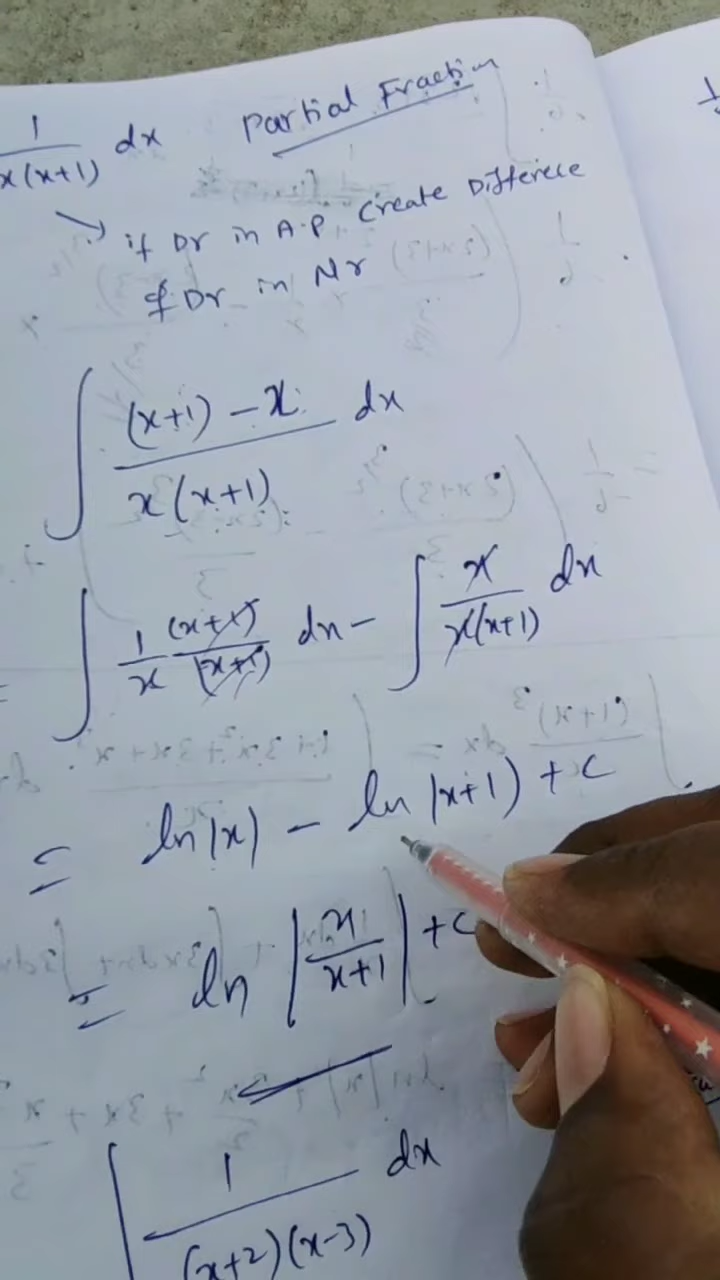 1/x(x+1) dx Partial Fraction
↘ if Dr in A.P Create Differece
of Dr in Nr
∫ (x+1) - x / x(x+1) dx
= ∫ 1/x (x+1)/(x+1) dx - ∫ x/x(x+1) dx
= ln|x| - ln|x+1) + c
= ln |x/x+1| + c
∫ 1/(x+2)(x-3) dx